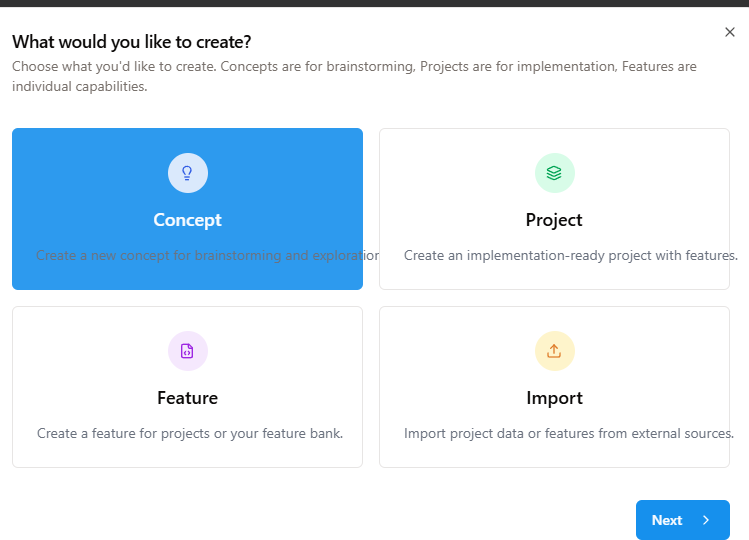 What would you like to create?
Choose what you'd like to create. Concepts are for brainstorming, Projects are for implementation, Features are
individual capabilities.
Concept
Create a new concept for brainstorming and exploration
Project
Create an implementation-ready project with features.
Feature
Create a feature for projects or your feature bank.
Import
Import project data or features from external sources.
Next